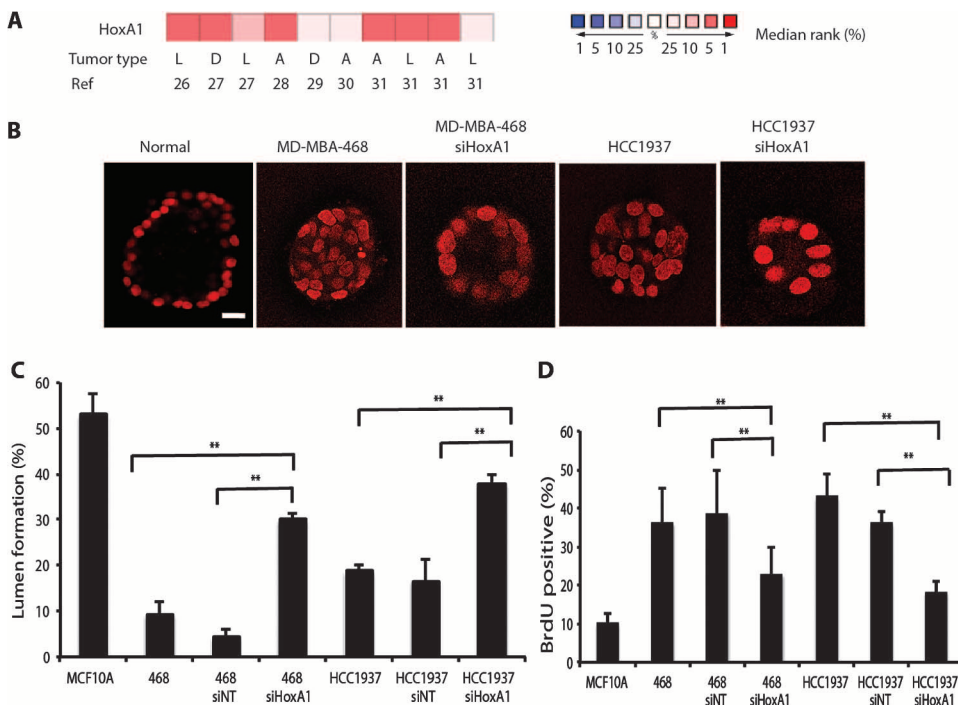 A
HoxA1
Tumor type L D L A D A A L A L
Ref 26 27 27 28 29 30 31 31 31 31
%
1 5 10 25 25 10 5 1
Median rank (%)
B
Normal
MD-MBA-468
MD-MBA-468
siHoxA1
HCC1937
HCC1937
siHoxA1
C
Lumen formation (%)
60
50
40
30
20
10
0
**
**
**
**
MCF10A
468
468
siNT
468
siHoxA1
HCC1937
HCC1937
siNT
HCC1937
siHoxA1
D
BrdU positive (%)
60
50
40
30
20
10
0
**
**
**
**
MCF10A
468
468
siNT
468
siHoxA1
HCC1937
HCC1937
siNT
HCC1937
siHoxA1